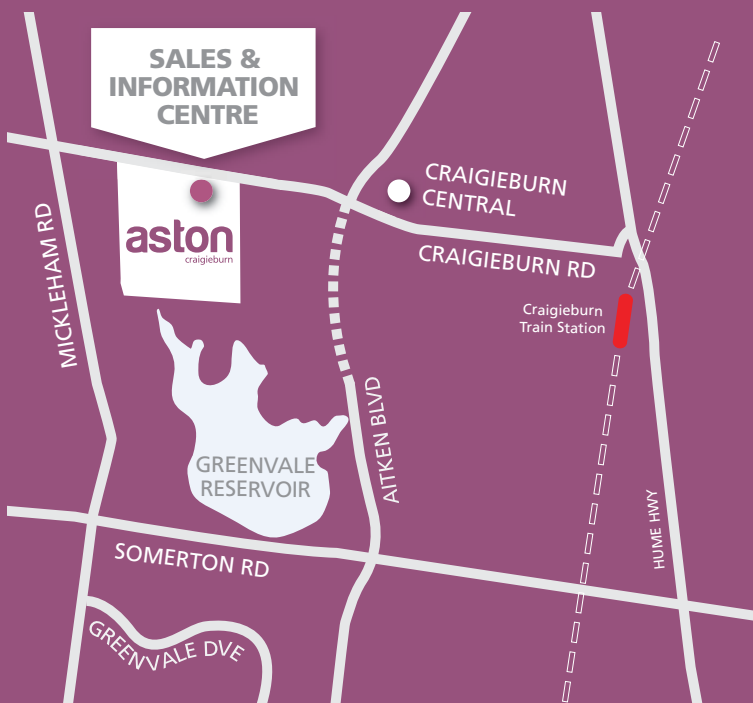 SALES &
INFORMATION
CENTRE
CRAIGIEBURN
CENTRAL
MICKLEHAM RD
aston
craigieburn
CRAIGIEBURN RD
Craigieburn
Train Station
AITKEN BLVD
GREENVALE
RESERVOIR
HUME HWY
SOMERTON RD
GREENVALE DVE